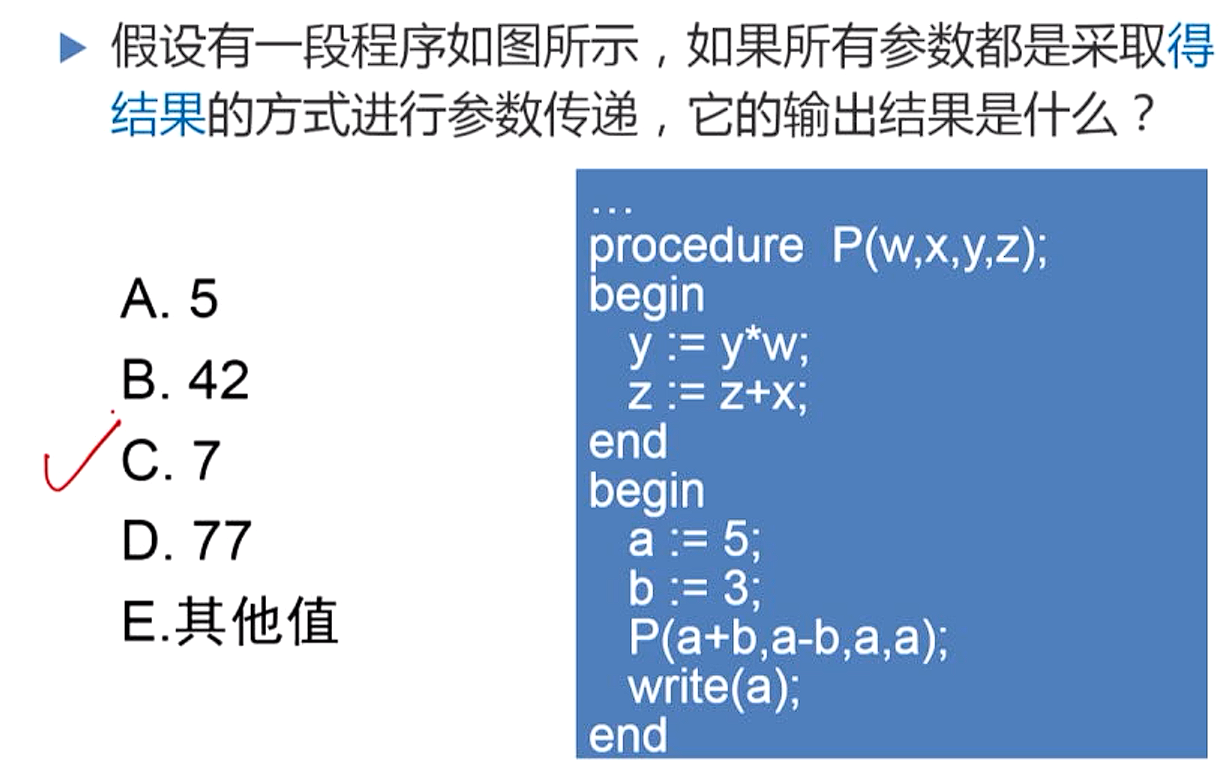 假设有一段程序如图所示，如果所有参数都是采取得
结果的方式进行参数传递，它的输出结果是什么？
A. 5
B. 42
C. 7
D. 77
E.其他值
…
procedure P(w,x,y,z);
begin
y := y*w;
z := z+x;
end
begin
a := 5;
b := 3;
P(a+b,a-b,a,a);
write(a);
end